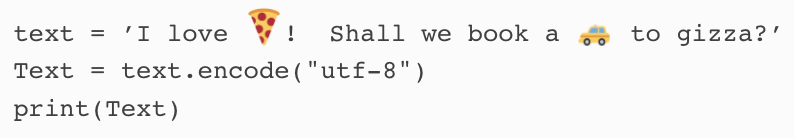 text = ’I love 🍕!  Shall we book a 🚕 to gizza?’
Text = text.encode("utf-8")
print(Text)